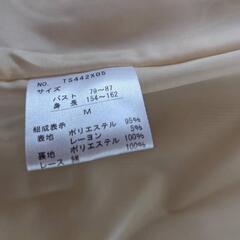 NO. TS442X05
サイズ
バスト 79～87
身長 154～162
M
組成表示
表地 ポリエステル 95%
レーヨン 5%
裏地 ポリエステル 100%
レース 綿 100%